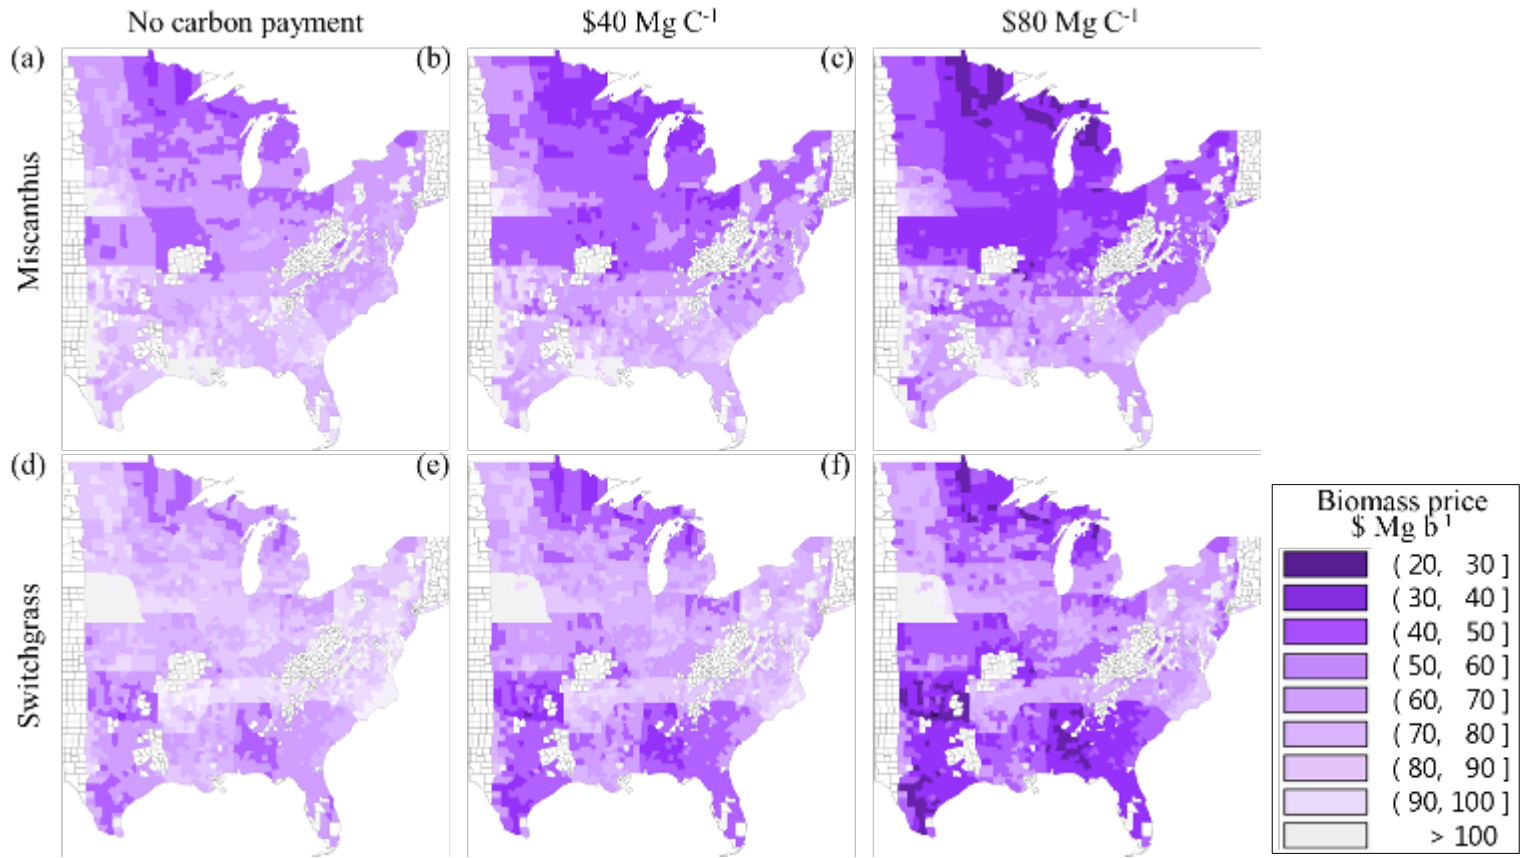 No carbon payment
$40 Mg C-1
$80 Mg C-1
(a)
(b)
(c)
Miscanthus
(d)
(e)
(f)
Switchgrass
Biomass price
$ Mg b-1
( 20, 30 ]
( 30, 40 ]
( 40, 50 ]
( 50, 60 ]
( 60, 70 ]
( 70, 80 ]
( 80, 90 ]
( 90, 100 ]
> 100